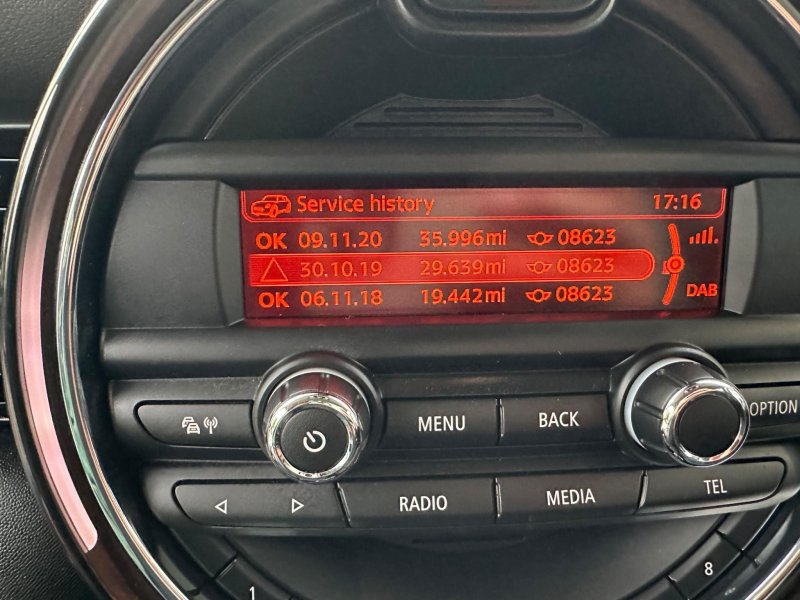 Service history 17:16
OK 09.11.20 35.996mi 08623
30.10.19 29.639mi 08623
OK 06.11.18 19.442mi 08623
DAB
MENU BACK OPTION
RADIO MEDIA TEL
1 8